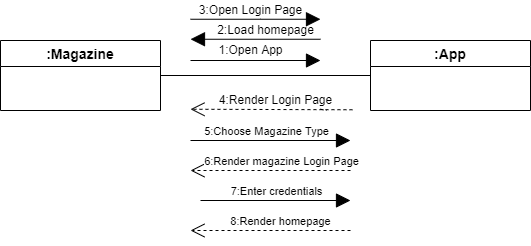 3:Open Login Page
2:Load homepage
1:Open App
:Magazine
:App
4:Render Login Page
5:Choose Magazine Type
6:Render magazine Login Page
7:Enter credentials
8:Render homepage